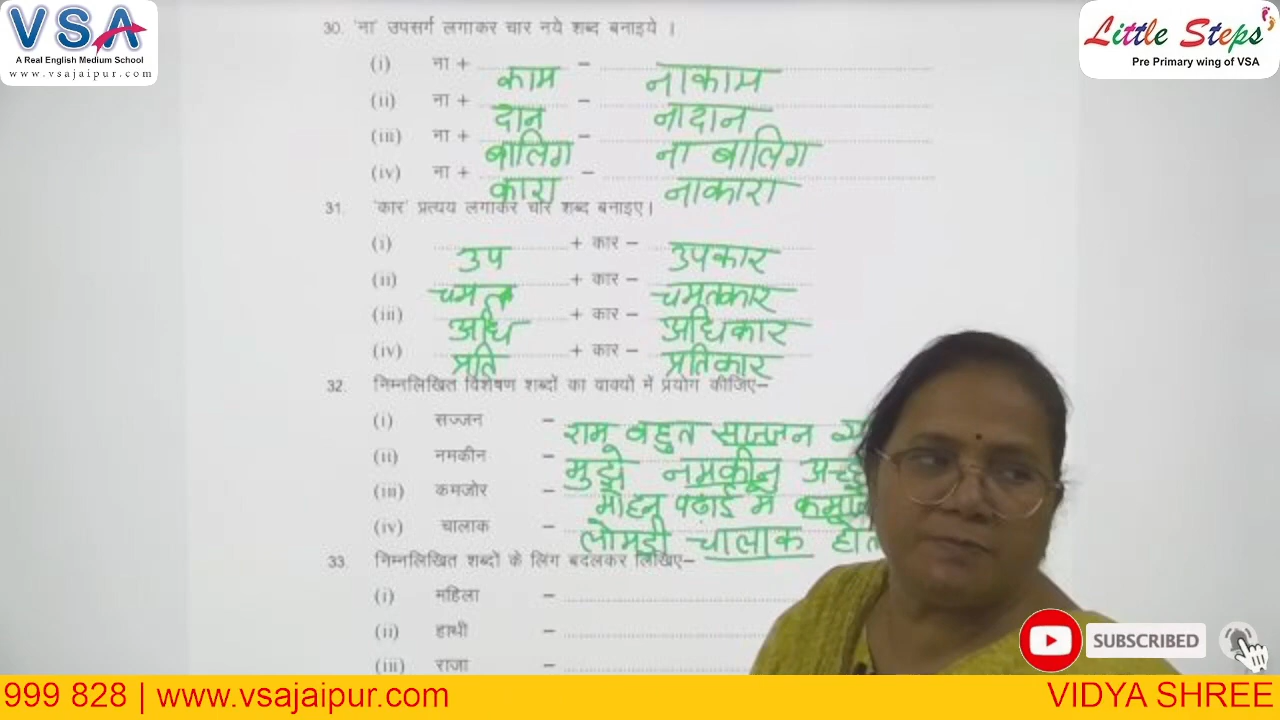 VSA
A Real English Medium School
www.vsajaipur.com
Little Steps
Pre Primary wing of VSA
30. 'ना' उपसर्ग लगाकर चार नये शब्द बनाइये ।
(i) ना + काम – नाकाम
(ii) ना + दान – नादान
(iii) ना + बालिग – ना बालिग
(iv) ना + कारा – नाकारा
31. 'कार' प्रत्यय लगाकर चार शब्द बनाइए।
(i) उप + कार – उपकार
(ii) चमत् + कार – चमत्कार
(iii) अधि + कार – अधिकार
(iv) प्रति + कार – प्रतिकार
32. निम्नलिखित विशेषण शब्दों का वाक्यों में प्रयोग कीजिए–
(i) सज्जन – राम बहुत सज्जन
(ii) नमकीन – मुझे नमकीन
(iii) कमजोर – मोहन पढ़ाई में
(iv) चालाक – लोमडी चालाक
33. निम्नलिखित शब्दों के लिंग बदलकर लिखिए–
(i) महिला –
(ii) हाथी –
(iii) राजा –
SUBSCRIBED
999 828 | www.vsajaipur.com
VIDYA SHREE